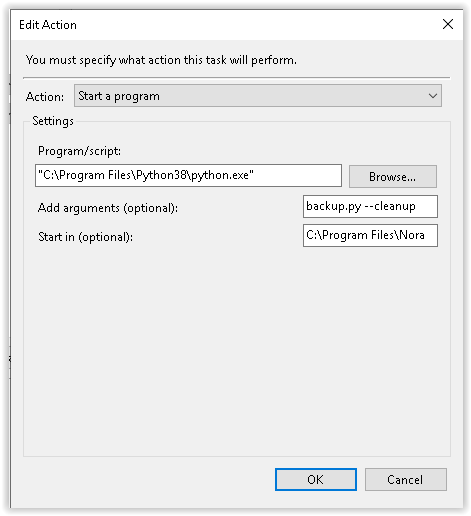 Edit Action
You must specify what action this task will perform.
Action: Start a program
Settings
Program/script:
"C:\Program Files\Python38\python.exe" Browse...
Add arguments (optional): backup.py --cleanup
Start in (optional): C:\Program Files\Nora
OK Cancel